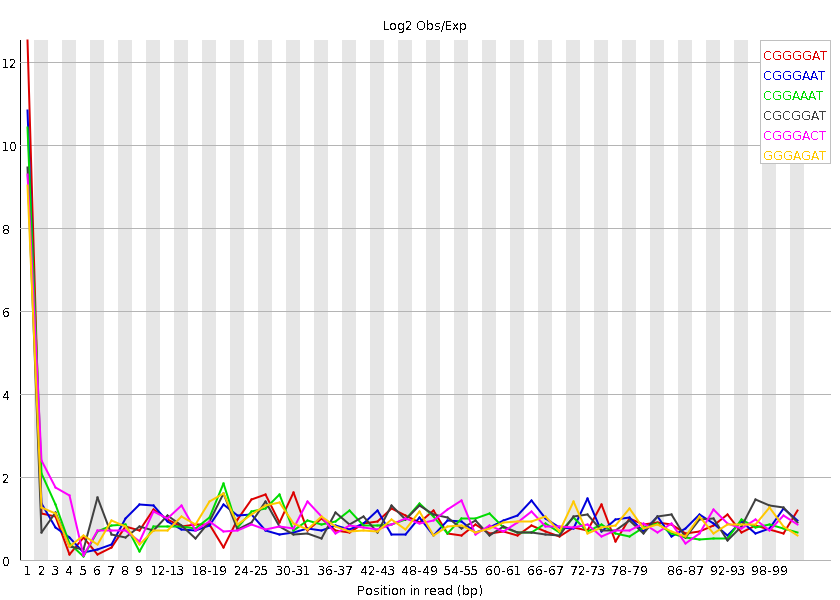 Log2 Obs/Exp
CGGGGAT
CGGGAAT
CGGAAAT
CGCGGAT
CGGGACT
GGGAGAT
12
10
8
6
4
2
0
1 2 3 4 5 6 7 8 9 12-13 18-19 24-25 30-31 36-37 42-43 48-49 54-55 60-61 66-67 72-73 78-79 86-87 92-93 98-99
Position in read (bp)